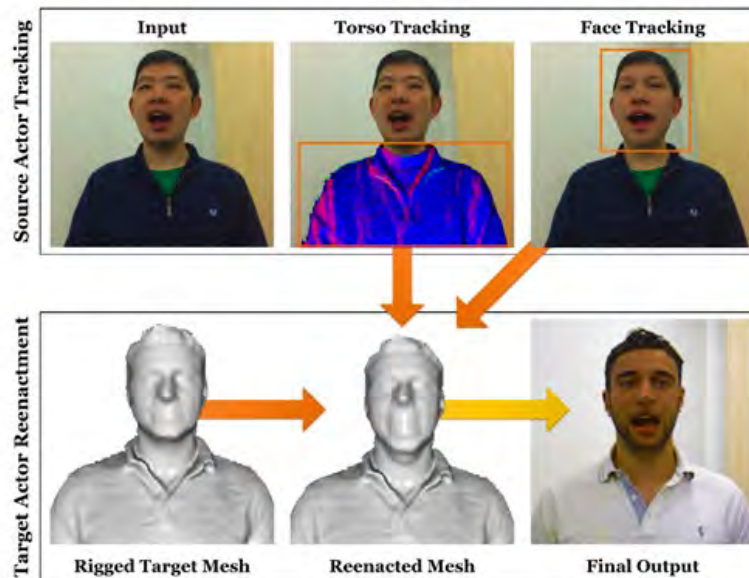 Input
Torso Tracking
Face Tracking
Source Actor Tracking
Target Actor Reenactment
Rigged Target Mesh
Reenacted Mesh
Final Output